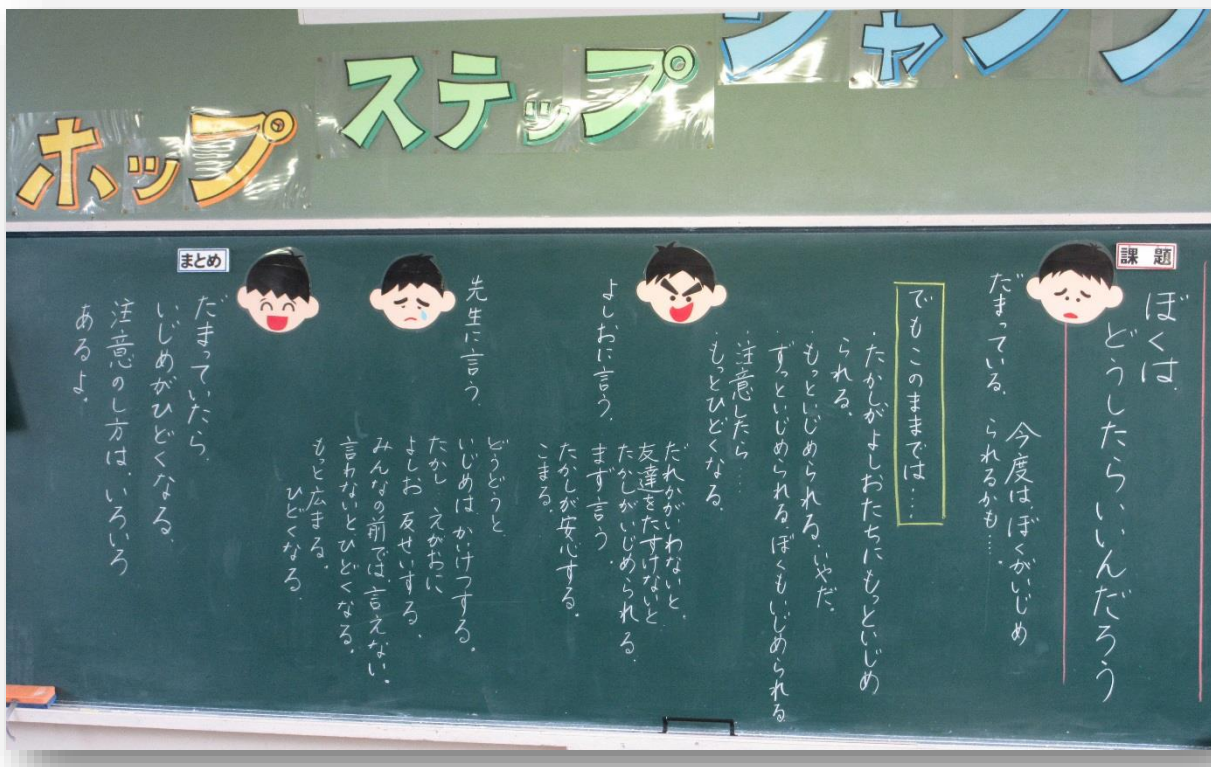 ホップ
ステップ
ジャンプ
課題
ぼくは、
どうしたらいいんだろう
だまっている。
今度は、ぼくがいじめ
られるかも…。
でもこのままでは…
・たかしがよしおたちにもっといじめ
られる。
・もっといじめられる・いやだ。
・ずっといじめられる、ぼくもいじめられる
・注意したら…
もっとひどくなる。
よしおに言う。
だれかがいわないと、
友達をたすけないと
たかしがいじめられる。
まず言う
たかしが安心する。
こまる。
先生に言う。
どうどうと
いじめは、かいけつする。
たかし…えがおに
よしお 反せいする。
みんなの前では、言えない。
言わないとひどくなる。
もっと広まる。
ひどくなる
まとめ
だまっていたら、
いじめがひどくなる。
注意のし方は、いろいろ
あるよ。